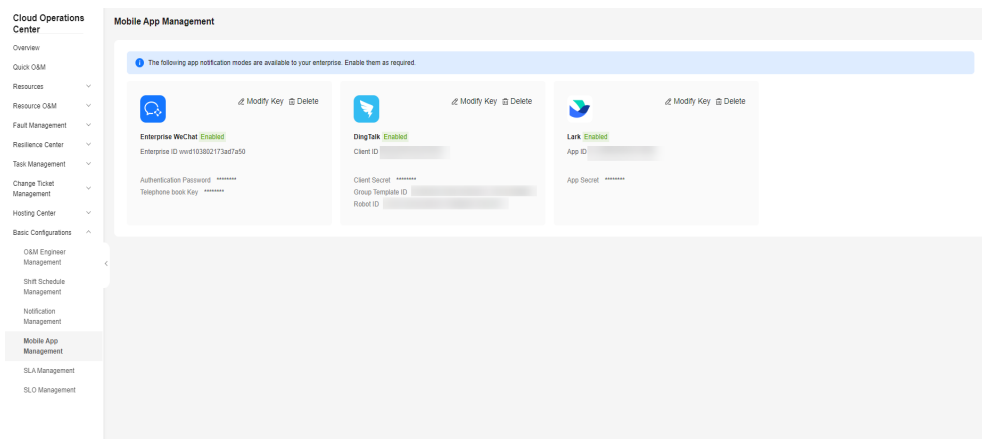 Cloud Operations
Center
Overview
Quick O&M
Resources
Resource O&M
Fault Management
Resilience Center
Task Management
Change Ticket
Management
Hosting Center
Basic Configurations
O&M Engineer
Management
Shift Schedule
Management
Notification
Management
Mobile App
Management
SLA Management
SLO Management
Mobile App Management
The following app notification modes are available to your enterprise. Enable them as required.
Modify Key Delete
Enterprise WeChat Enabled
Enterprise ID wwd103802173ad7a50
Authentication Password ********
Telephone book Key ********
Modify Key Delete
DingTalk Enabled
Client ID
Client Secret ********
Group Template ID
Robot ID
Modify Key Delete
Lark Enabled
App ID
App Secret ********